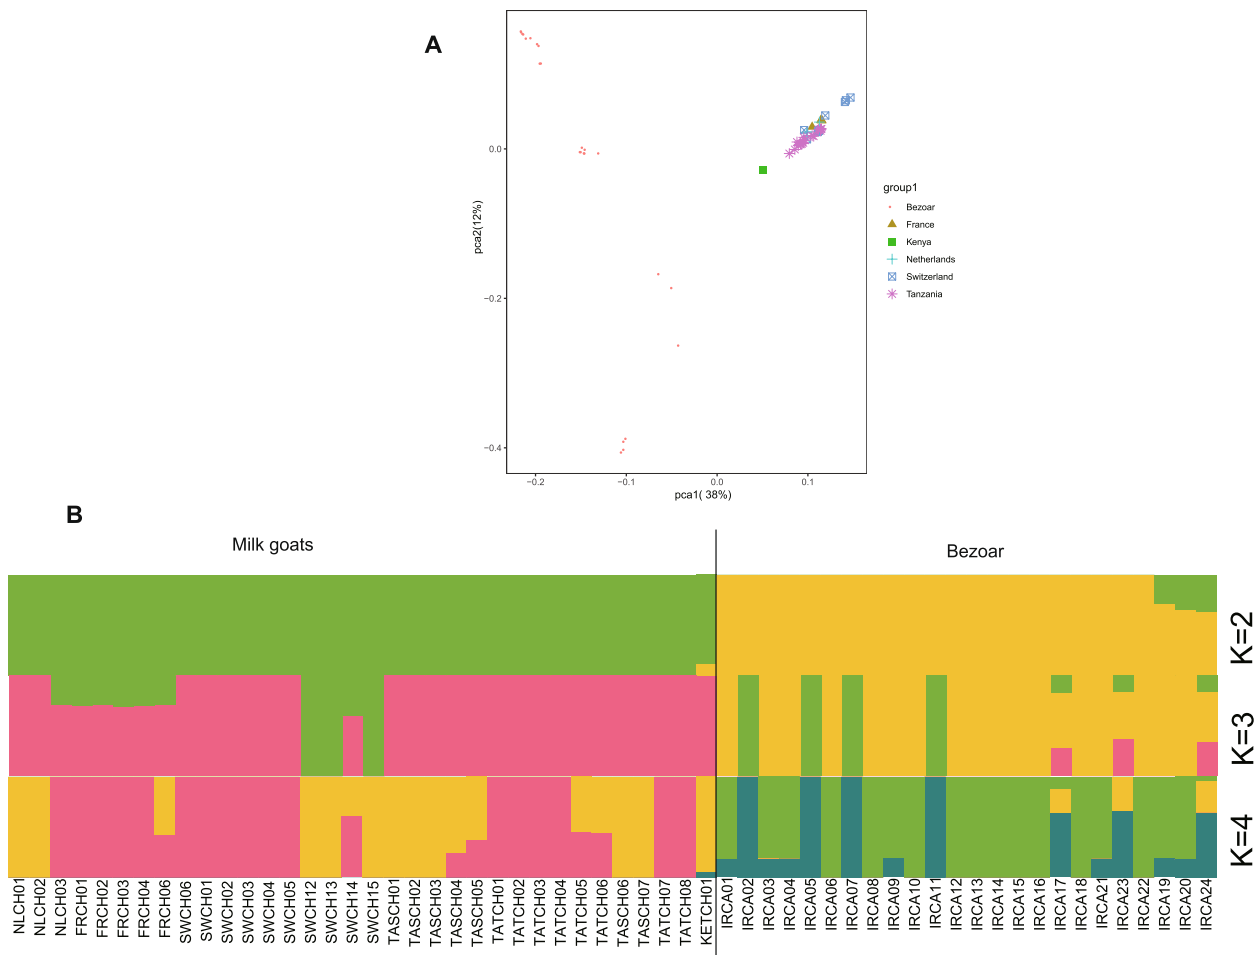 A
0.0
−0.2
−0.4
pca2(12%)
−0.2
−0.1
0.0
0.1
pca1( 38%)
group1
Bezoar
France
Kenya
Netherlands
Switzerland
Tanzania
B
Milk goats
Bezoar
K=2
K=3
K=4
NLCH01
NLCH02
NLCH03
FRCH01
FRCH02
FRCH03
FRCH04
FRCH06
SWCH06
SWCH01
SWCH02
SWCH03
SWCH04
SWCH05
SWCH12
SWCH13
SWCH14
SWCH15
TASCH01
TASCH02
TASCH03
TASCH04
TASCH05
TATCH01
TATCH02
TATCH03
TATCH04
TATCH05
TATCH06
TASCH06
TASCH07
TATCH07
TATCH08
KETCH01
IRCA01
IRCA02
IRCA03
IRCA04
IRCA05
IRCA06
IRCA07
IRCA08
IRCA09
IRCA10
IRCA11
IRCA12
IRCA13
IRCA14
IRCA15
IRCA16
IRCA17
IRCA18
IRCA21
IRCA23
IRCA22
IRCA19
IRCA20
IRCA24